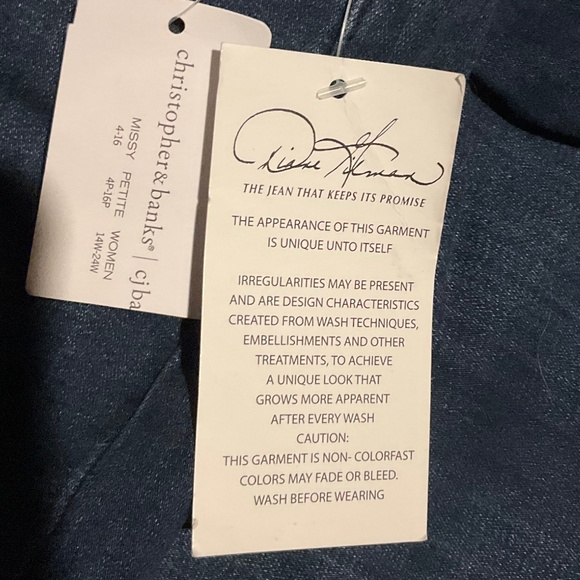 christopher&banks® | cj ba
MISSY PETITE WOMEN
4-16 4P-16P 14W-24W
THE JEAN THAT KEEPS ITS PROMISE
THE APPEARANCE OF THIS GARMENT
IS UNIQUE UNTO ITSELF
IRREGULARITIES MAY BE PRESENT
AND ARE DESIGN CHARACTERISTICS
CREATED FROM WASH TECHNIQUES,
EMBELLISHMENTS AND OTHER
TREATMENTS, TO ACHIEVE
A UNIQUE LOOK THAT
GROWS MORE APPARENT
AFTER EVERY WASH
CAUTION:
THIS GARMENT IS NON- COLORFAST
COLORS MAY FADE OR BLEED.
WASH BEFORE WEARING